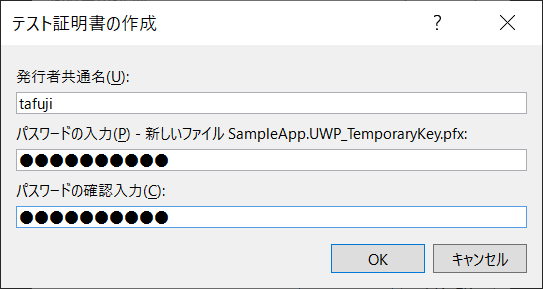 テスト証明書の作成
?
発行者共通名(U):
tafuji
パスワードの入力(P) - 新しいファイル SampleApp.UWP_TemporaryKey.pfx:
●●●●●●●●●●
パスワードの確認入力(C):
●●●●●●●●●●
OK キャンセル